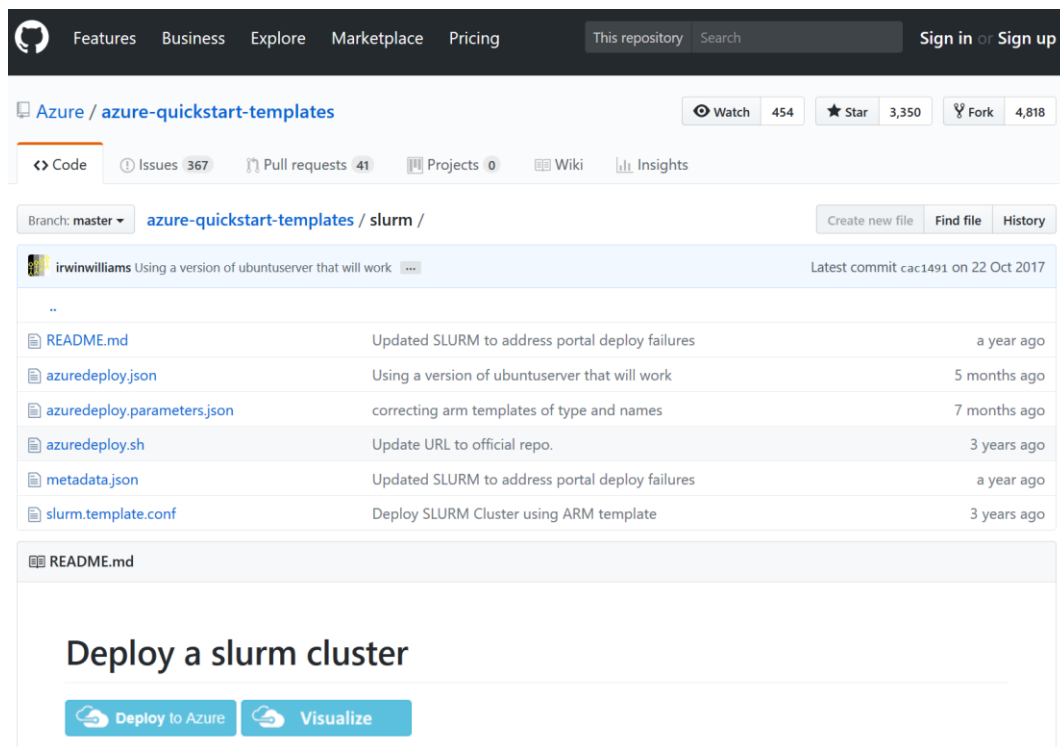 Features Business Explore Marketplace Pricing This repository Search Sign in or Sign up
Azure / azure-quickstart-templates Watch 454 Star 3,350 Fork 4,818
Code Issues 367 Pull requests 41 Projects 0 Wiki Insights
Branch: master azure-quickstart-templates / slurm / Create new file Find file History
irwinwilliams Using a version of ubuntuserver that will work ... Latest commit cac1491 on 22 Oct 2017
..
README.md Updated SLURM to address portal deploy failures a year ago
azuredeploy.json Using a version of ubuntuserver that will work 5 months ago
azuredeploy.parameters.json correcting arm templates of type and names 7 months ago
azuredeploy.sh Update URL to official repo. 3 years ago
metadata.json Updated SLURM to address portal deploy failures a year ago
slurm.template.conf Deploy SLURM Cluster using ARM template 3 years ago
README.md
Deploy a slurm cluster
Deploy to Azure Visualize